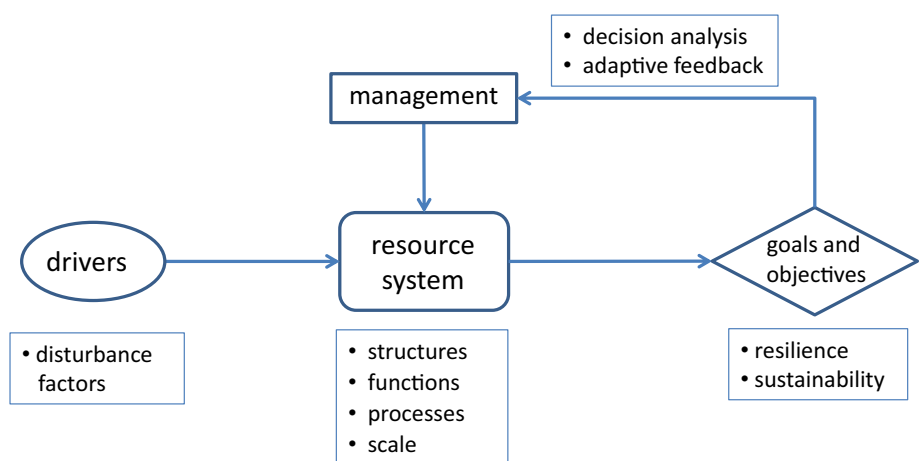 • decision analysis
• adaptive feedback
management
drivers
resource
system
goals and
objectives
• disturbance
factors
• structures
• functions
• processes
• scale
• resilience
• sustainability